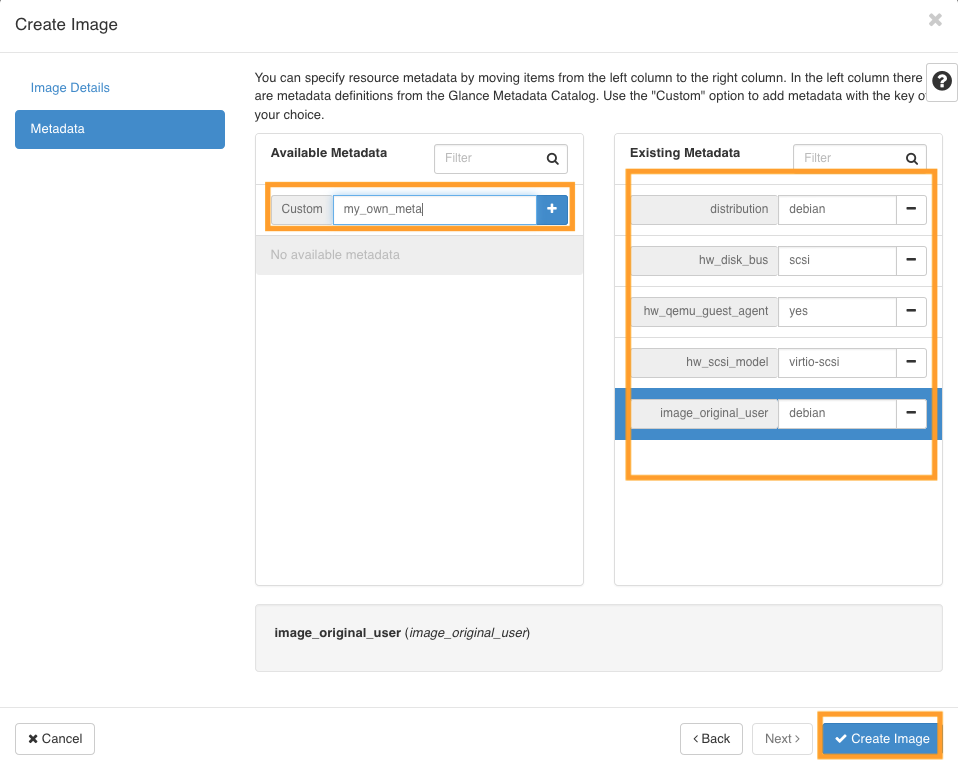 Create Image
Image Details
Metadata
You can specify resource metadata by moving items from the left column to the right column. In the left column there
are metadata definitions from the Glance Metadata Catalog. Use the "Custom" option to add metadata with the key o
your choice.
Available Metadata
Filter
Custom
my_own_meta
No available metadata
Existing Metadata
Filter
distribution debian
hw_disk_bus scsi
hw_qemu_guest_agent yes
hw_scsi_model virtio-scsi
image_original_user debian
image_original_user (image_original_user)
Cancel
Back
Next
Create Image